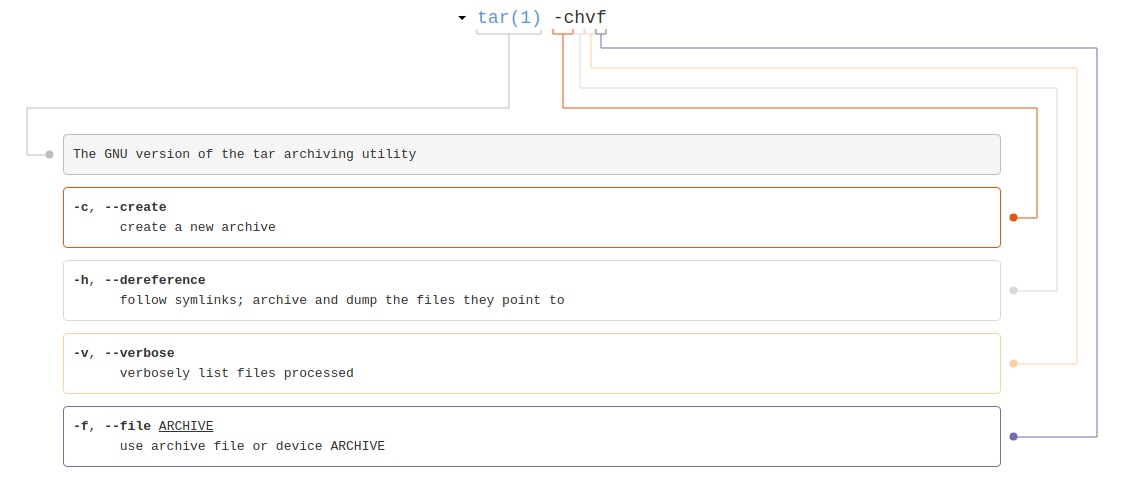 tar(1) -chvf
The GNU version of the tar archiving utility
-c, --create
create a new archive
-h, --dereference
follow symlinks; archive and dump the files they point to
-v, --verbose
verbosely list files processed
-f, --file ARCHIVE
use archive file or device ARCHIVE